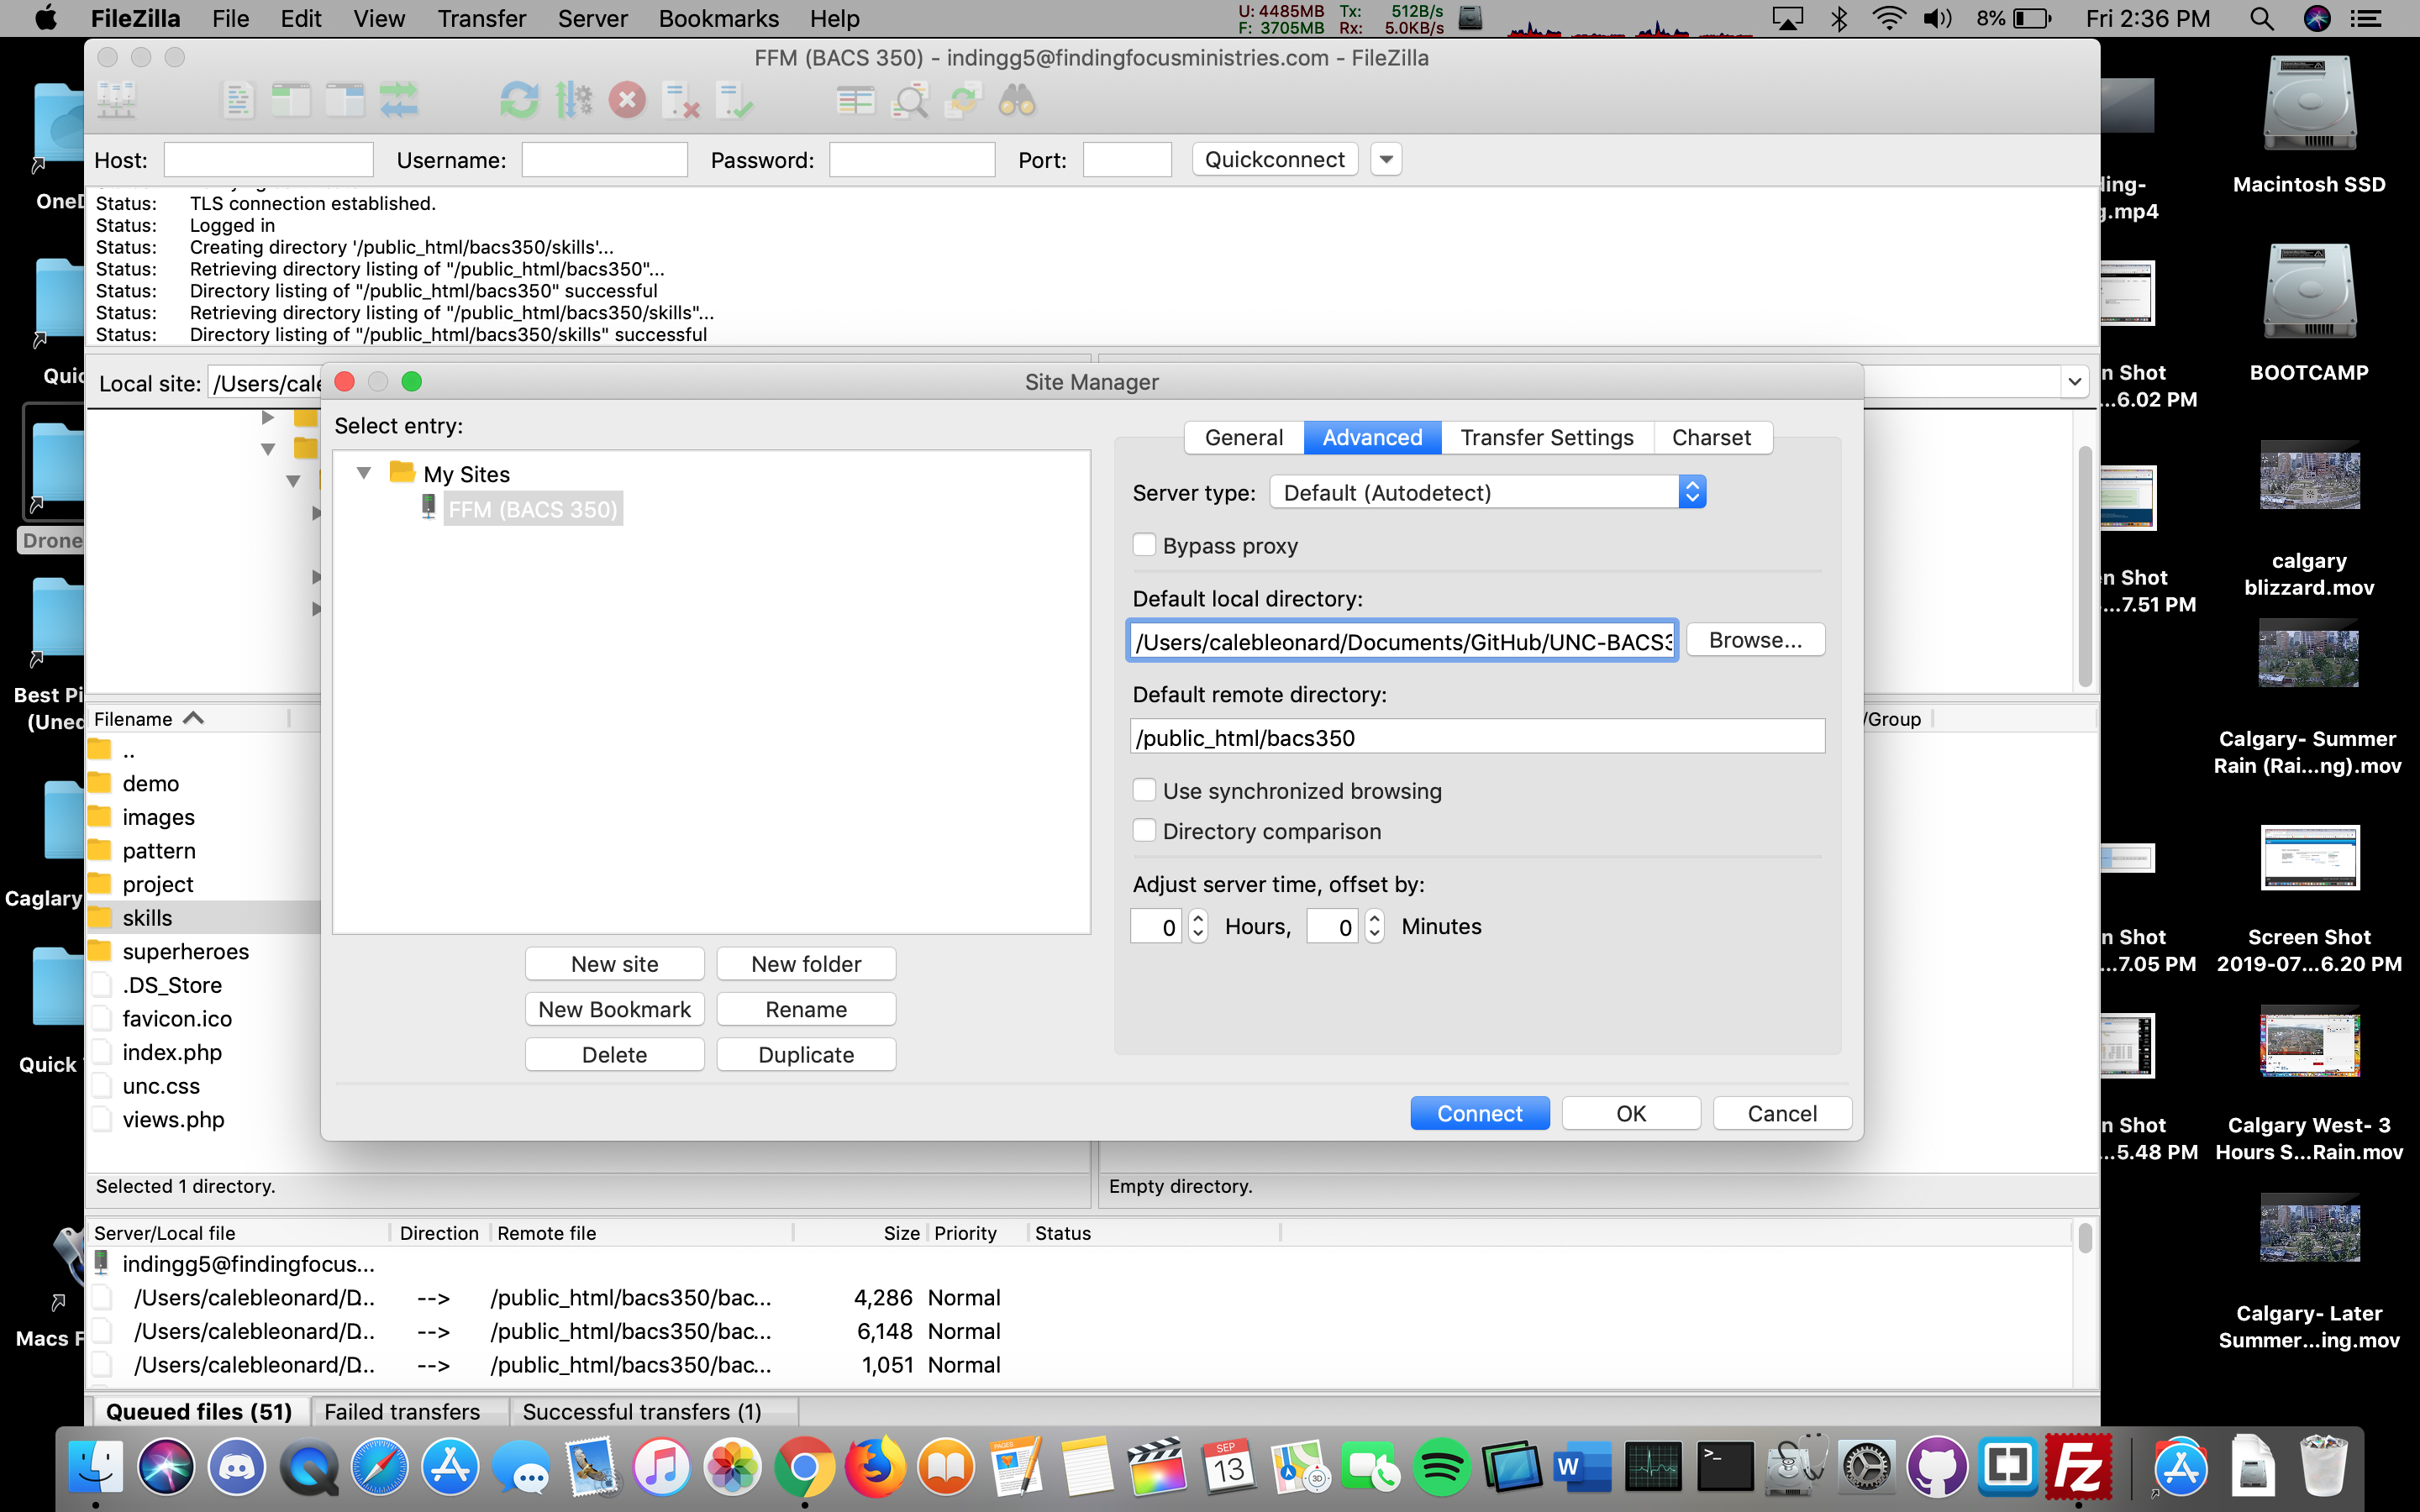 FileZilla File Edit View Transfer Server Bookmarks Help
U: 4485MB Tx: 512B/s
F: 3705MB Rx: 5.0KB/s
8% Fri 2:36 PM
FFM (BACS 350) - indingg5@findingfocusministries.com - FileZilla
Host: Username: Password: Port: Quickconnect
Status: TLS connection established.
Status: Logged in
Status: Creating directory '/public_html/bacs350/skills'...
Status: Retrieving directory listing of "/public_html/bacs350"...
Status: Directory listing of "/public_html/bacs350" successful
Status: Retrieving directory listing of "/public_html/bacs350/skills"...
Status: Directory listing of "/public_html/bacs350/skills" successful
Local site: /Users/cale
Site Manager
Select entry:
My Sites
FFM (BACS 350)
General Advanced Transfer Settings Charset
Server type: Default (Autodetect)
Bypass proxy
Default local directory:
/Users/calebleonard/Documents/GitHub/UNC-BACS3 Browse...
Default remote directory:
/public_html/bacs350
Use synchronized browsing
Directory comparison
Adjust server time, offset by:
0 Hours, 0 Minutes
New site New folder
New Bookmark Rename
Delete Duplicate
Connect OK Cancel
Filename
/Group
..
demo
images
pattern
project
skills
superheroes
.DS_Store
favicon.ico
index.php
unc.css
views.php
Selected 1 directory.
Empty directory.
Server/Local file Direction Remote file Size Priority Status
indingg5@findingfocus...
/Users/calebleonard/D... --> /public_html/bacs350/bac... 4,286 Normal
/Users/calebleonard/D... --> /public_html/bacs350/bac... 6,148 Normal
/Users/calebleonard/D... --> /public_html/bacs350/bac... 1,051 Normal
Queued files (51) Failed transfers Successful transfers (1)
OneD
Quic
Drone
Best Pi
(Uned
Caglary
Quick
Macs F
ding-
g.mp4
n Shot
...6.02 PM
en Shot
...7.51 PM
n Shot
...7.05 PM
n Shot
...5.48 PM
Macintosh SSD
BOOTCAMP
calgary
blizzard.mov
Calgary- Summer
Rain (Rai...ng).mov
Screen Shot
2019-07...6.20 PM
Calgary West- 3
Hours S...Rain.mov
Calgary- Later
Summer...ing.mov
PAGES
SEP
13
3D
W
>_
Fz